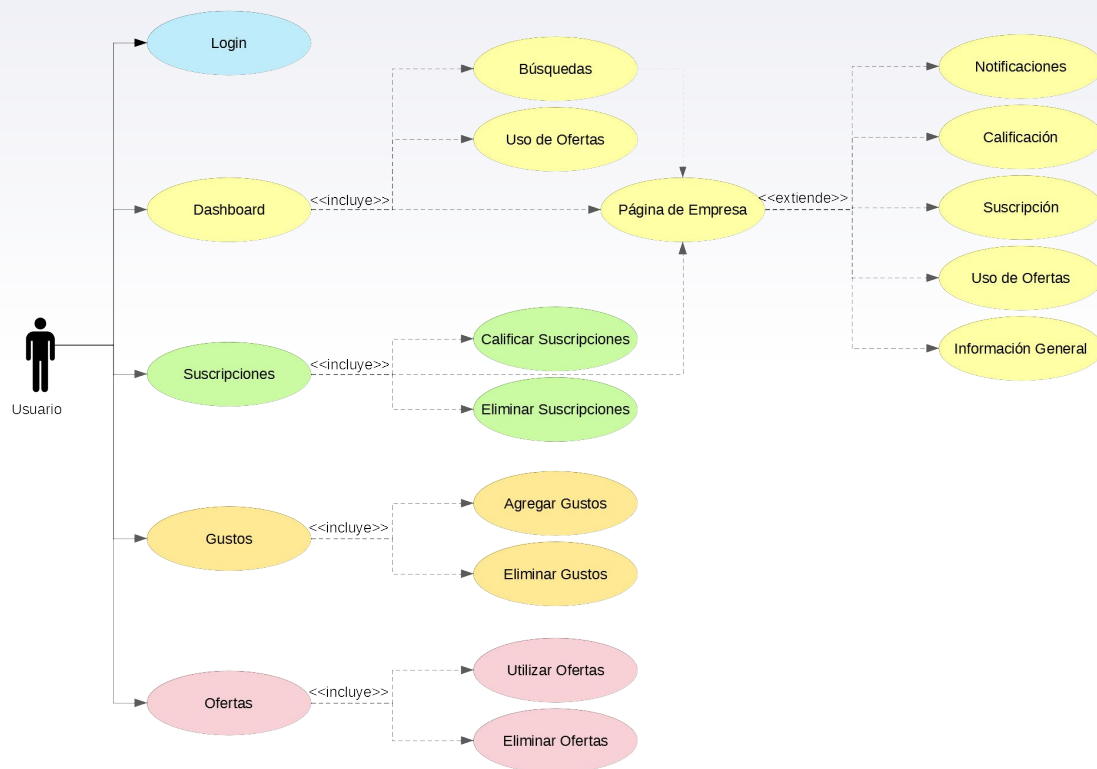 Login
Búsquedas
Notificaciones
Uso de Ofertas
Calificación
Dashboard
<<incluye>>
Página de Empresa
<<extiende>>
Suscripción
Uso de Ofertas
Usuario
Suscripciones
<<incluye>>
Calificar Suscripciones
Información General
Eliminar Suscripciones
Gustos
<<incluye>>
Agregar Gustos
Eliminar Gustos
Ofertas
<<incluye>>
Utilizar Ofertas
Eliminar Ofertas